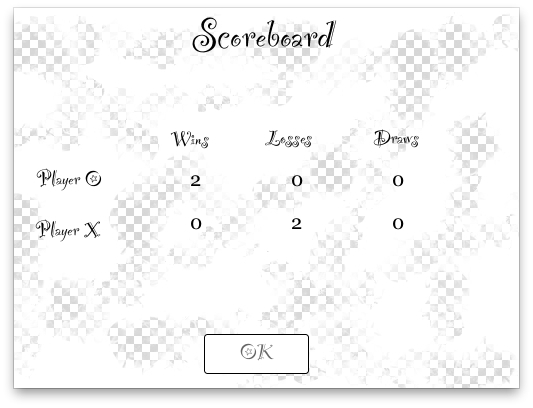 Scoreboard
Wins Losses Draws
Player O 2 0 0
Player X 0 2 0
OK